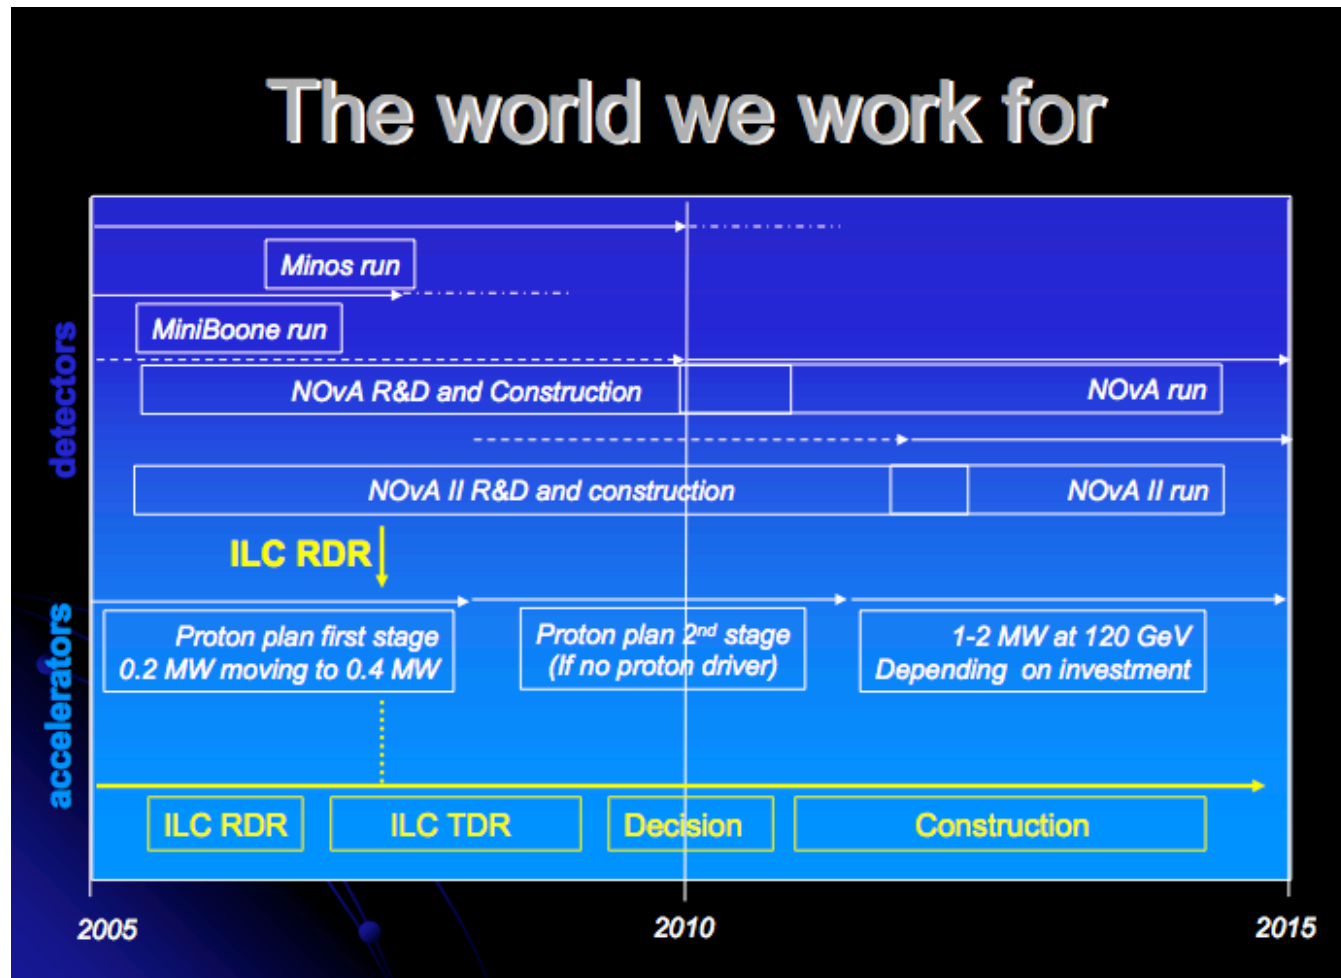 The world we work for
detectors
Minos run
MiniBoone run
NOvA R&D and Construction
NOvA run
NOvA II R&D and construction
NOvA II run
ILC RDR
accelerators
Proton plan first stage
0.2 MW moving to 0.4 MW
Proton plan 2nd stage
(If no proton driver)
1-2 MW at 120 GeV
Depending on investment
ILC RDR
ILC TDR
Decision
Construction
2005
2010
2015